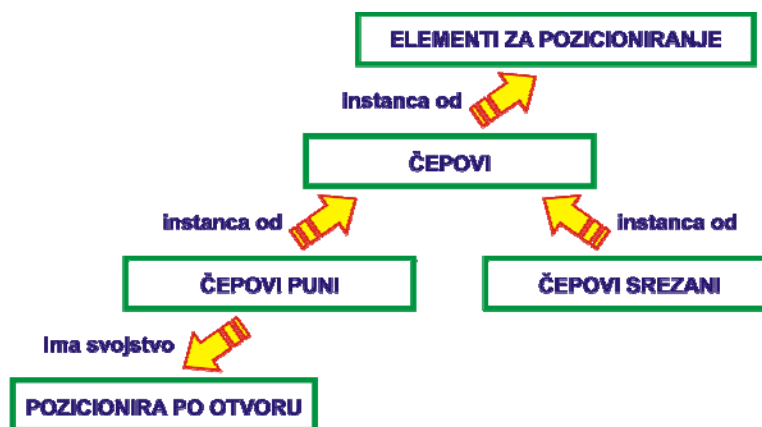 ELEMENTI ZA POZICIONIRANJE
Instanca od
ČEPOVI
instanca od
instanca od
ČEPOVI PUNI
ČEPOVI SREZANI
Ima svojstvo
POZICIONIRA PO OTVORU